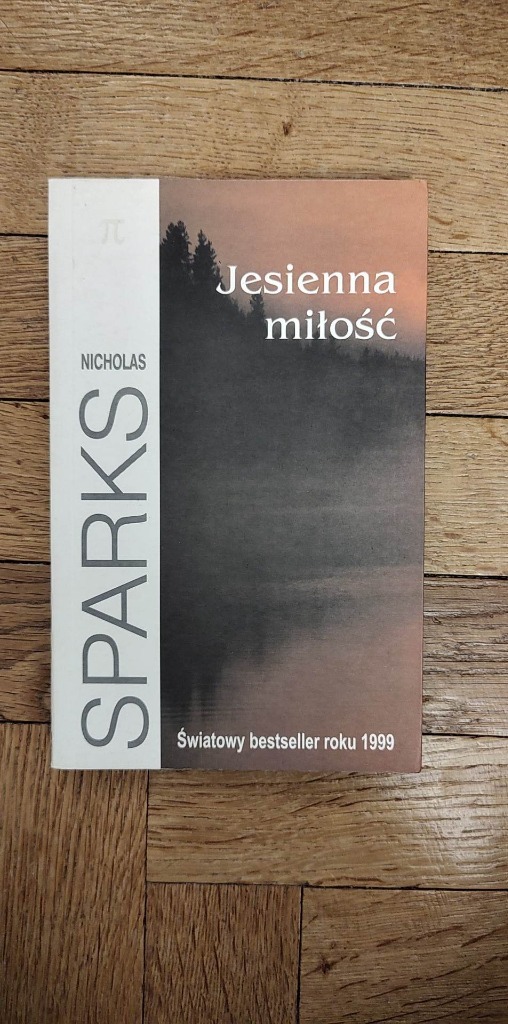 π
NICHOLAS
SPARKS
Jesienna
miłość
Światowy bestseller roku 1999